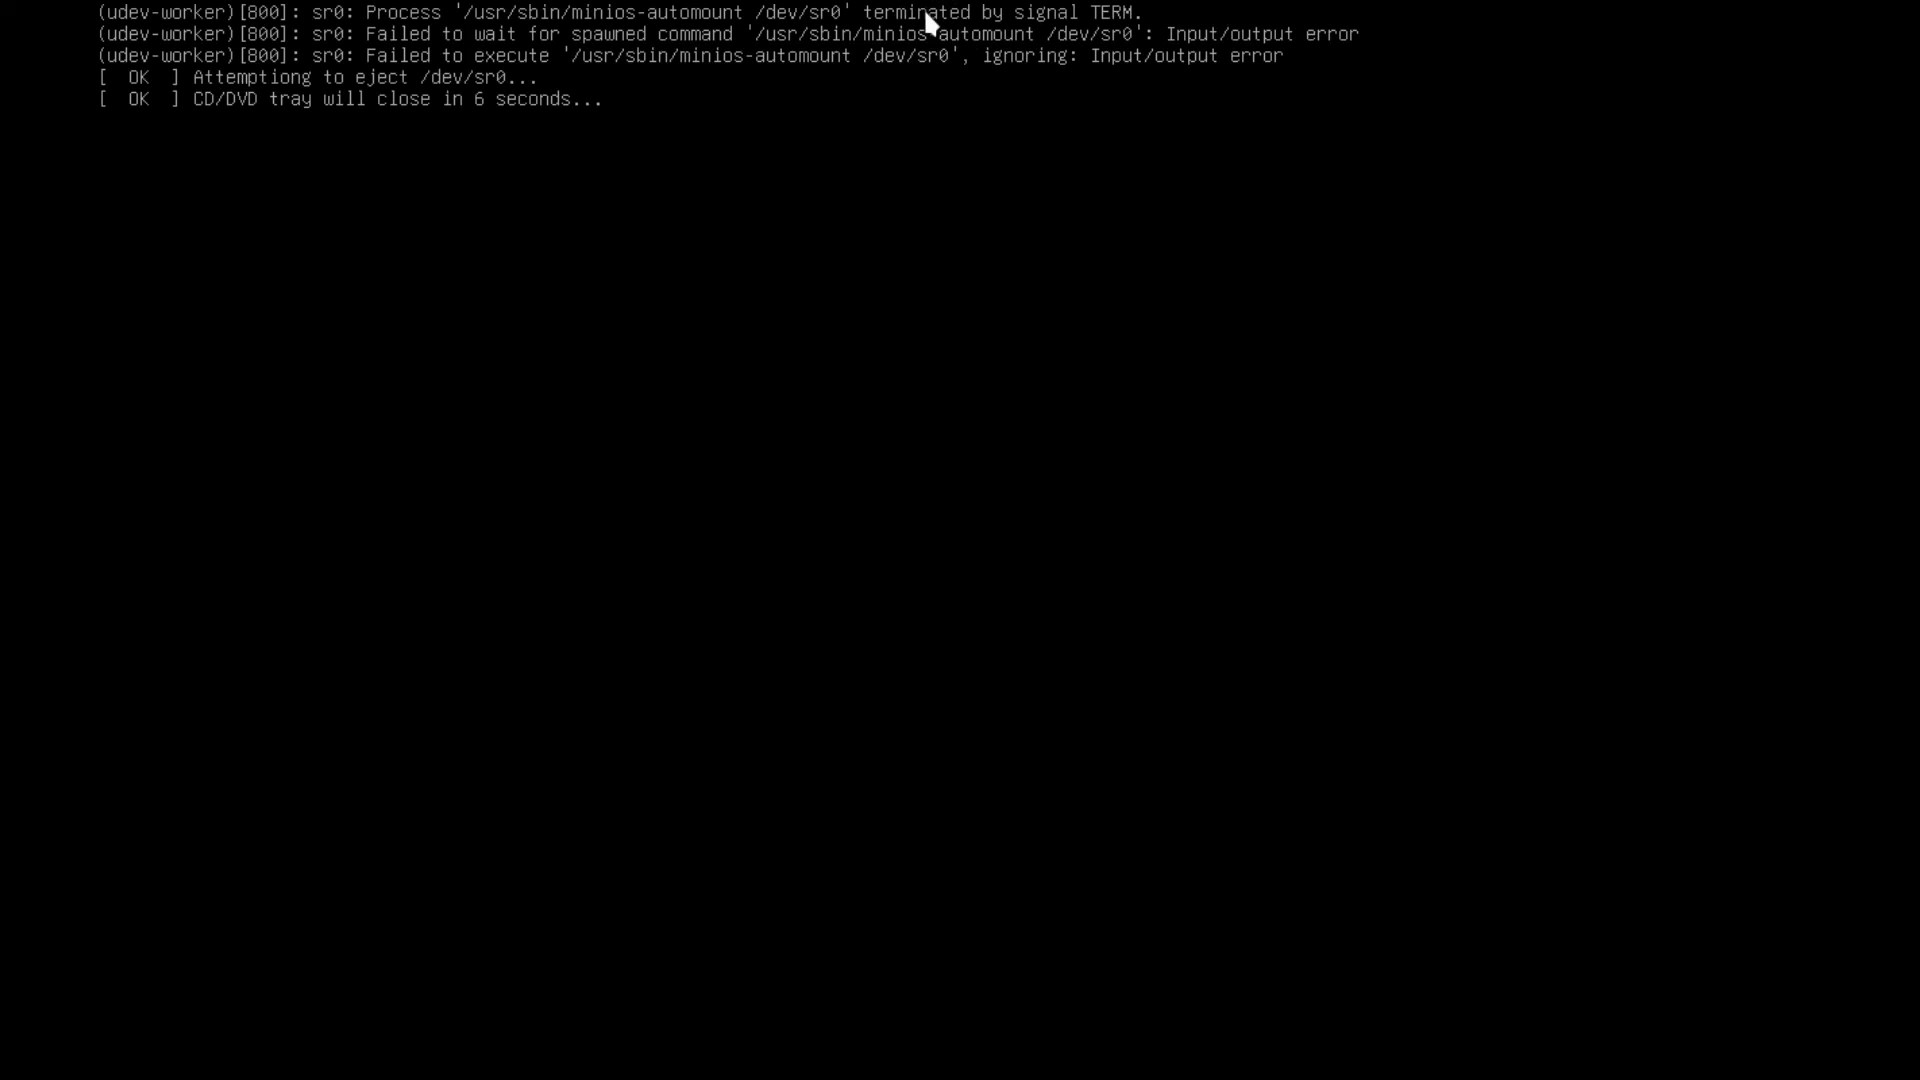 (udev-worker)[800]: sr0: Process '/usr/sbin/minios-automount /dev/sr0' terminated by signal TERM.
(udev-worker)[800]: sr0: Failed to wait for spawned command '/usr/sbin/minios-automount /dev/sr0': Input/output error
(udev-worker)[800]: sr0: Failed to execute '/usr/sbin/minios-automount /dev/sr0', ignoring: Input/output error
[  OK  ] Attemptiong to eject /dev/sr0...
[  OK  ] CD/DVD tray will close in 6 seconds...